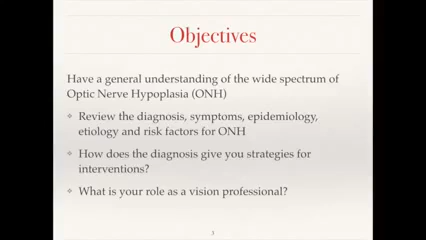 Objectives
Have a general understanding of the wide spectrum of
Optic Nerve Hypoplasia (ONH)
Review the diagnosis, symptoms, epidemiology,
etiology and risk factors for ONH
How does the diagnosis give you strategies for
interventions?
What is your role as a vision professional?
3